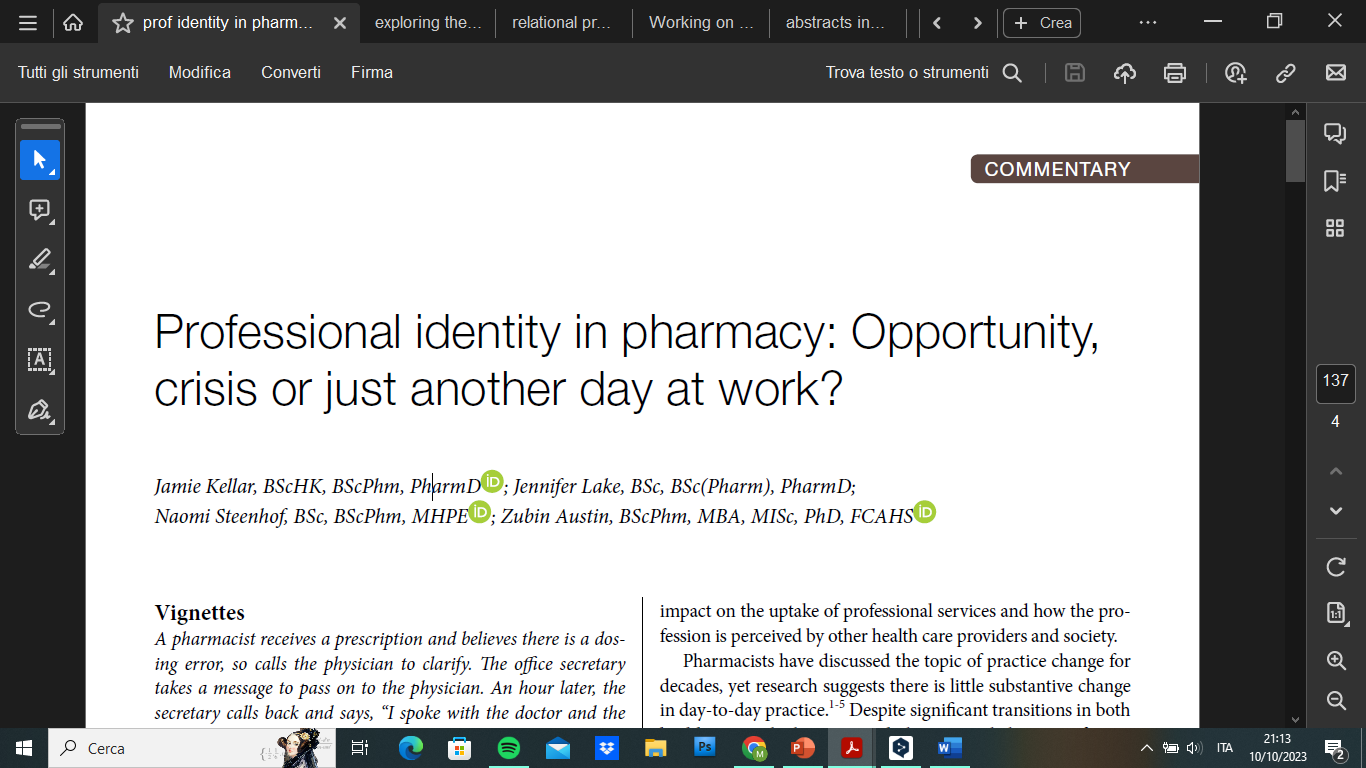 prof identity in pharm...
exploring the...
relational pr...
Working on ...
abstracts in...
Crea
Tutti gli strumenti
Modifica
Converti
Firma
Trova testo o strumenti
COMMENTARY
Professional identity in pharmacy: Opportunity,
crisis or just another day at work?
Jamie Kellar, BScHK, BScPhm, PharmD iD; Jennifer Lake, BSc, BSc(Pharm), PharmD;
Naomi Steenhof, BSc, BScPhm, MHPE iD; Zubin Austin, BScPhm, MBA, MISc, PhD, FCAHS iD
Vignettes
A pharmacist receives a prescription and believes there is a dos-
ing error, so calls the physician to clarify. The office secretary
takes a message to pass on to the physician. An hour later, the
secretary calls back and says, “I spoke with the doctor and the
impact on the uptake of professional services and how the pro-
fession is perceived by other health care providers and society.
Pharmacists have discussed the topic of practice change for
decades, yet research suggests there is little substantive change
in day-to-day practice.1-5 Despite significant transitions in both
137
4
1:1
Cerca
Ps
ITA
21:13
10/10/2023
2